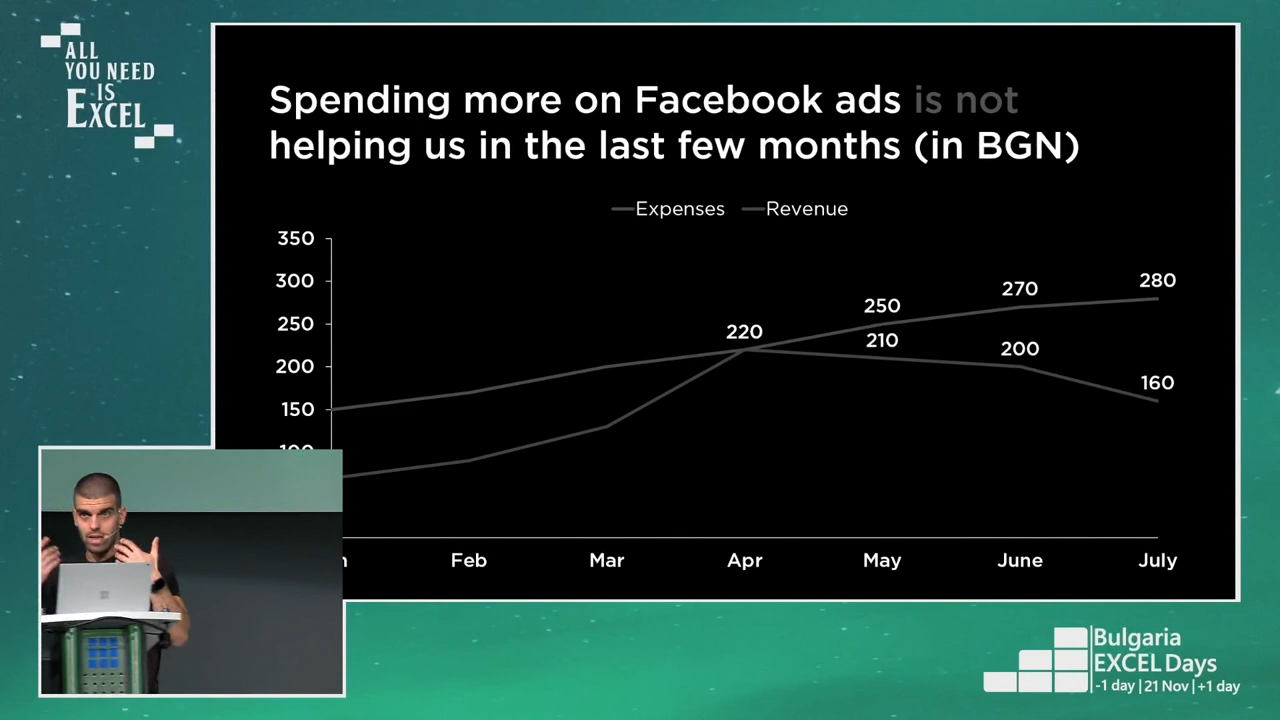 ALL
YOU NEED
IS
EXCEL
Spending more on Facebook ads is not
helping us in the last few months (in BGN)
Expenses Revenue
350
300
250
200
150
220
250
270
280
210
200
160
Feb Mar Apr May June July
Bulgaria
EXCEL Days
-1 day | 21 Nov | +1 day